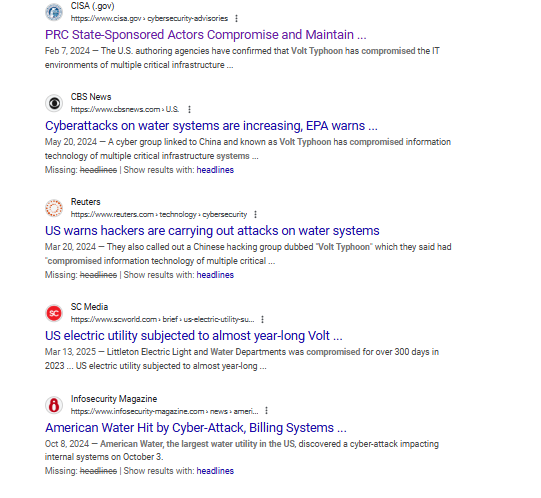 CISA (.gov)
https://www.cisa.gov › cybersecurity-advisories
PRC State-Sponsored Actors Compromise and Maintain ...
Feb 7, 2024 — The U.S. authoring agencies have confirmed that Volt Typhoon has compromised the IT
environments of multiple critical infrastructure ...
CBS News
https://www.cbsnews.com › U.S.
Cyberattacks on water systems are increasing, EPA warns ...
May 20, 2024 — A cyber group linked to China and known as Volt Typhoon has compromised information
technology of multiple critical infrastructure systems ...
Missing: headlines | Show results with: headlines
Reuters
https://www.reuters.com › technology › cybersecurity
US warns hackers are carrying out attacks on water systems
Mar 20, 2024 — They also called out a Chinese hacking group dubbed "Volt Typhoon" which they said had
"compromised information technology of multiple critical ...
Missing: headlines | Show results with: headlines
SC
SC Media
https://www.scworld.com › brief › us-electric-utility-su...
US electric utility subjected to almost year-long Volt ...
Mar 13, 2025 — Littleton Electric Light and Water Departments was compromised for over 300 days in
2023 ... US electric utility subjected to almost year-long ...
Infosecurity Magazine
https://www.infosecurity-magazine.com › news › ameri...
American Water Hit by Cyber-Attack, Billing Systems ...
Oct 8, 2024 — American Water, the largest water utility in the US, discovered a cyber-attack impacting
internal systems on October 3.
Missing: headlines | Show results with: headlines